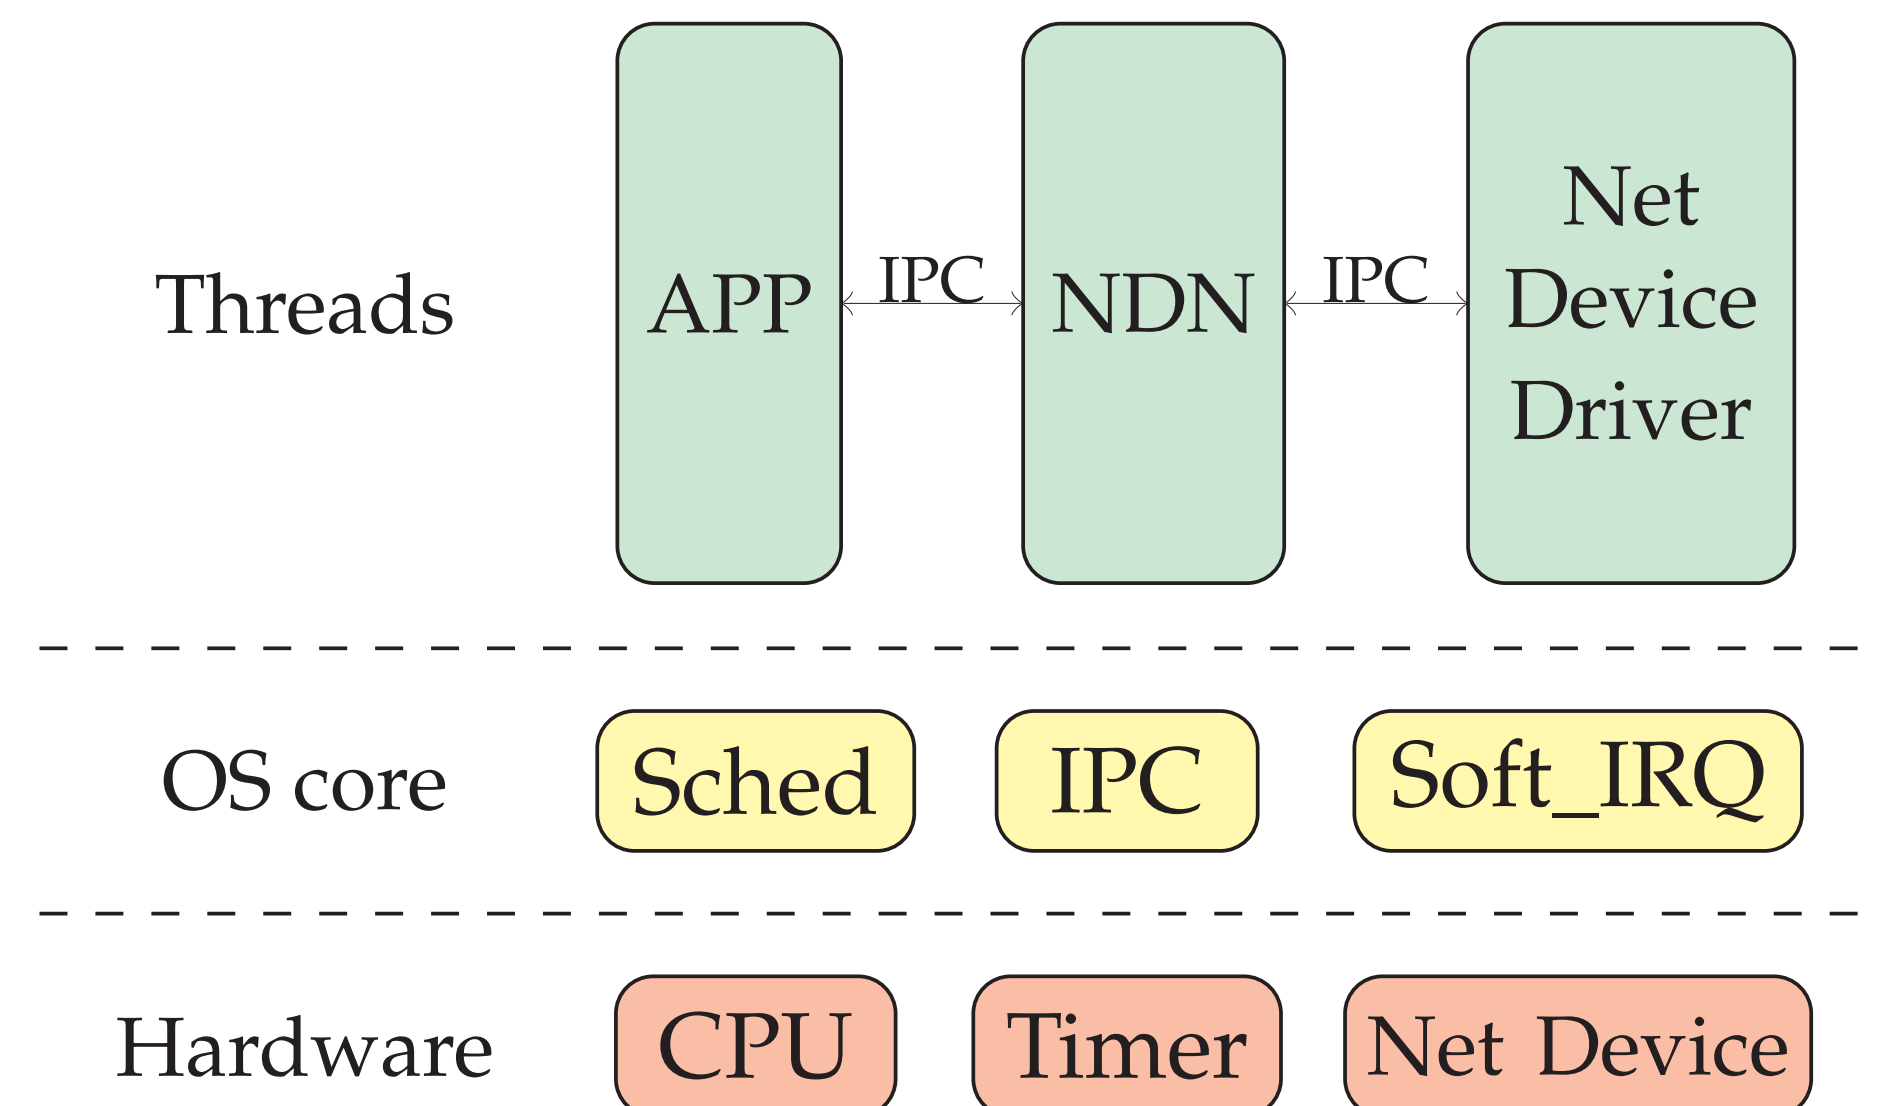 Threads
APP
IPC
NDN
IPC
Net
Device
Driver
OS core
Sched
IPC
Soft_IRQ
Hardware
CPU
Timer
Net Device